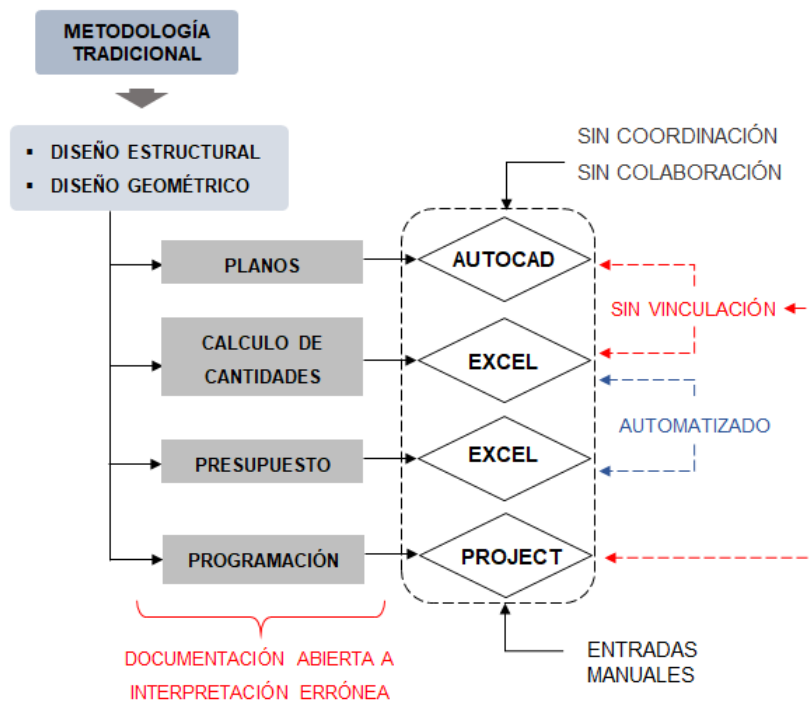 METODOLOGÍA
TRADICIONAL
▪ DISEÑO ESTRUCTURAL
▪ DISEÑO GEOMÉTRICO
SIN COORDINACIÓN
SIN COLABORACIÓN
PLANOS
AUTOCAD
SIN VINCULACIÓN
CALCULO DE
CANTIDADES
EXCEL
AUTOMATIZADO
PRESUPUESTO
EXCEL
PROGRAMACIÓN
PROJECT
DOCUMENTACIÓN ABIERTA A
INTERPRETACIÓN ERRÓNEA
ENTRADAS
MANUALES